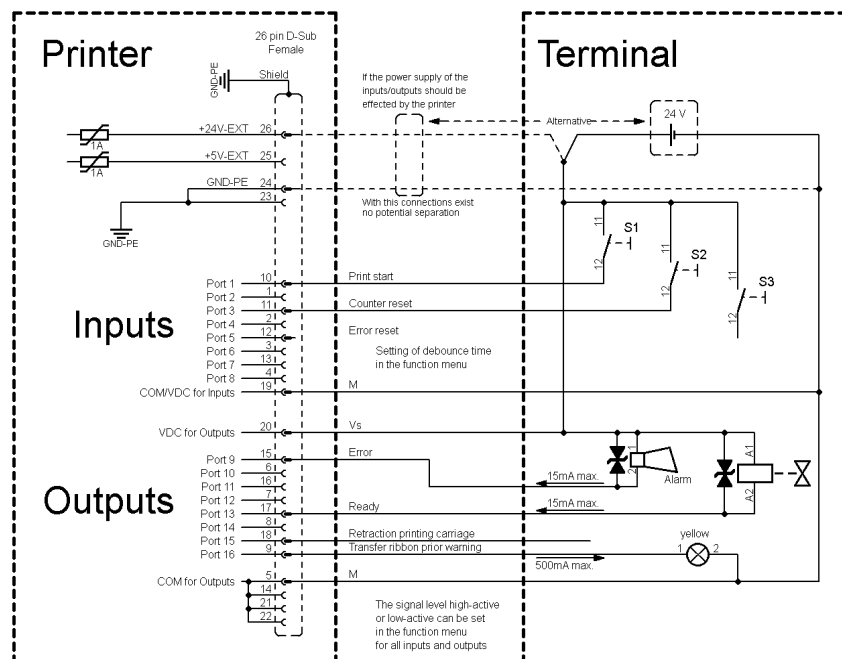 Printer
26 pin D-Sub
Female
Terminal
GND-PE
Shield
If the power supply of the
inputs/outputs should be
effected by the printer
24 V
Alternative
+24V-EXT 26
1A
+5V-EXT 25
1A
GND-PE 24
23
GND-PE
With this connections exist
no potential separation
11
S1
12
11
S2
12
11
S3
12
Inputs
Port 1 10 Print start
Port 2 1
Port 3 11 Counter reset
Port 4 2
Port 5 12 Error reset
Port 6 3
Port 7 13
Port 8 4
Setting of debounce time
in the function menu
COM/VDC for Inputs 19 M
VDC for Outputs 20 Vs
Outputs
Port 9 15 Error
Port 10 6
Port 11 16
Port 12 7
Port 13 17 Ready
Port 14 8
Port 15 18 Retraction printing carriage
Port 16 9 Transfer ribbon prior warning
15mA max.
15mA max.
500mA max.
1
2
Alarm
A1
A2
yellow
1 2
COM for Outputs 5 M
14
21
22
The signal level high-active
or low-active can be set
in the function menu
for all inputs and outputs